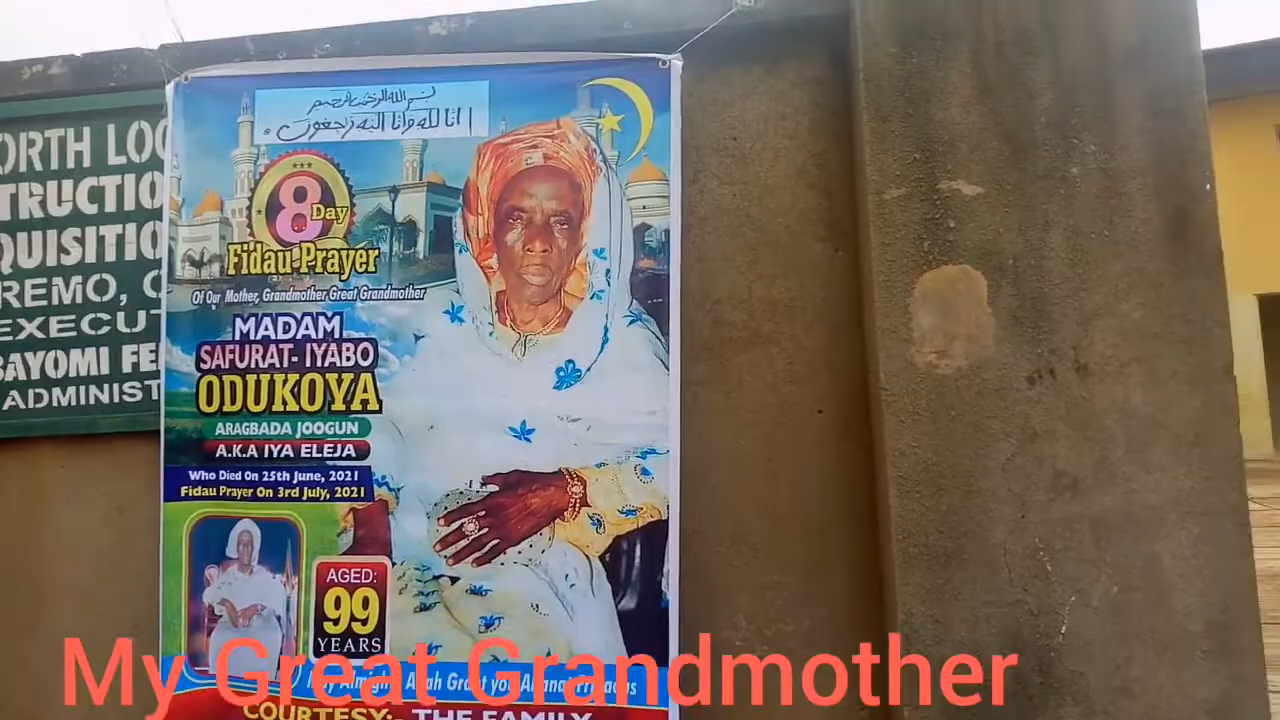 ORTH LOC
TRUCTIO
QUISITIO
REMO, O
EXECUT
BAYOMI FE
ADMINIST
بسم الله الرحمن الرحيم
انا لله وانا اليه راجعون
8
Day
Fidau Prayer
Of Our Mother, Grandmother Great Grandmother
MADAM
SAFURAT- IYABO
ODUKOYA
ARAGBADA JOOGUN
A.K.A IYA ELEJA
Who Died On 25th June, 2021
Fidau Prayer On 3rd July, 2021
AGED:
99
YEARS
My Great Grandmother
Grant you
COURTESY:- THE FAMILY